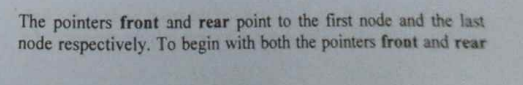 The pointers front and rear point to the first node and the last
node respectively. To begin with both the pointers front and rear